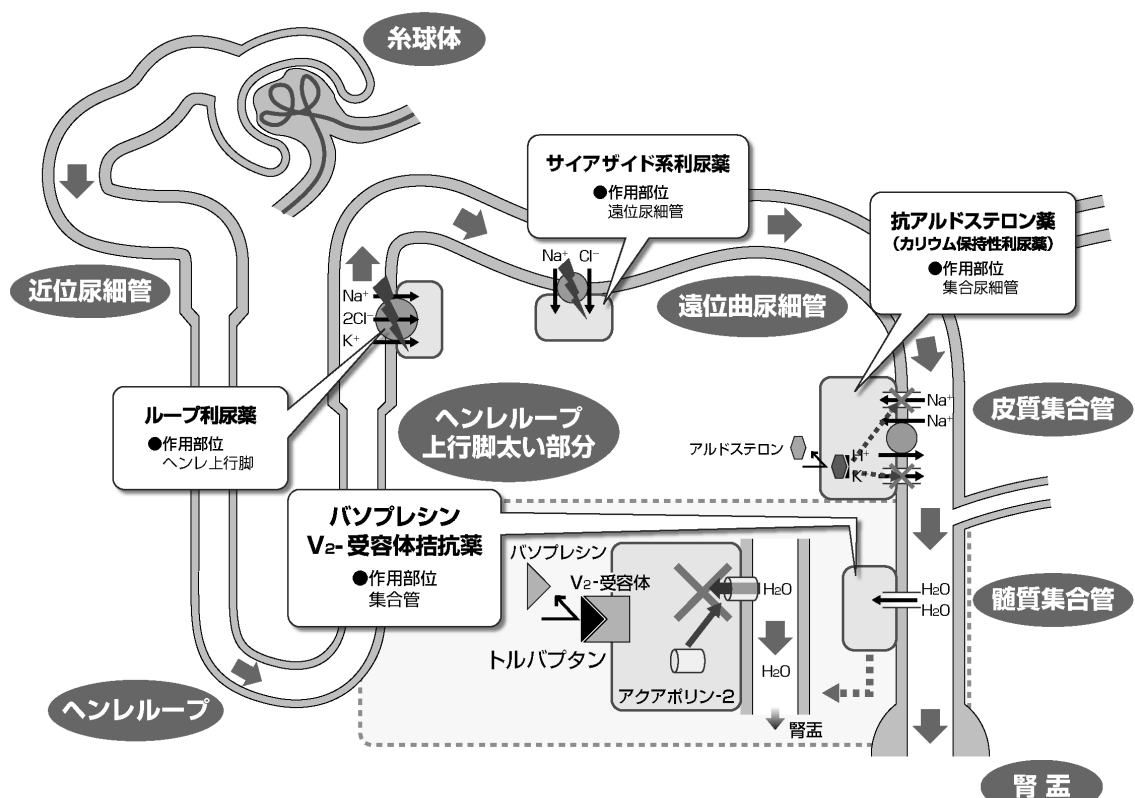 糸球体
サイアザイド系利尿薬
●作用部位
遠位尿細管
抗アルドステロン薬
（カリウム保持性利尿薬）
●作用部位
集合尿細管
近位尿細管
Na⁺
2Cl⁻
K⁺
Na⁺ Cl⁻
遠位曲尿細管
ループ利尿薬
●作用部位
ヘンレ上行脚
ヘンレループ
上行脚太い部分
アルドステロン
Na⁺
Na⁺
H⁺
K⁺
皮質集合管
バソプレシン
V₂-受容体拮抗薬
●作用部位
集合管
バソプレシン
V₂-受容体
トルバプタン
アクアポリン-2
H₂O
H₂O
腎盂
H₂O
H₂O
髄質集合管
ヘンレループ
腎盂